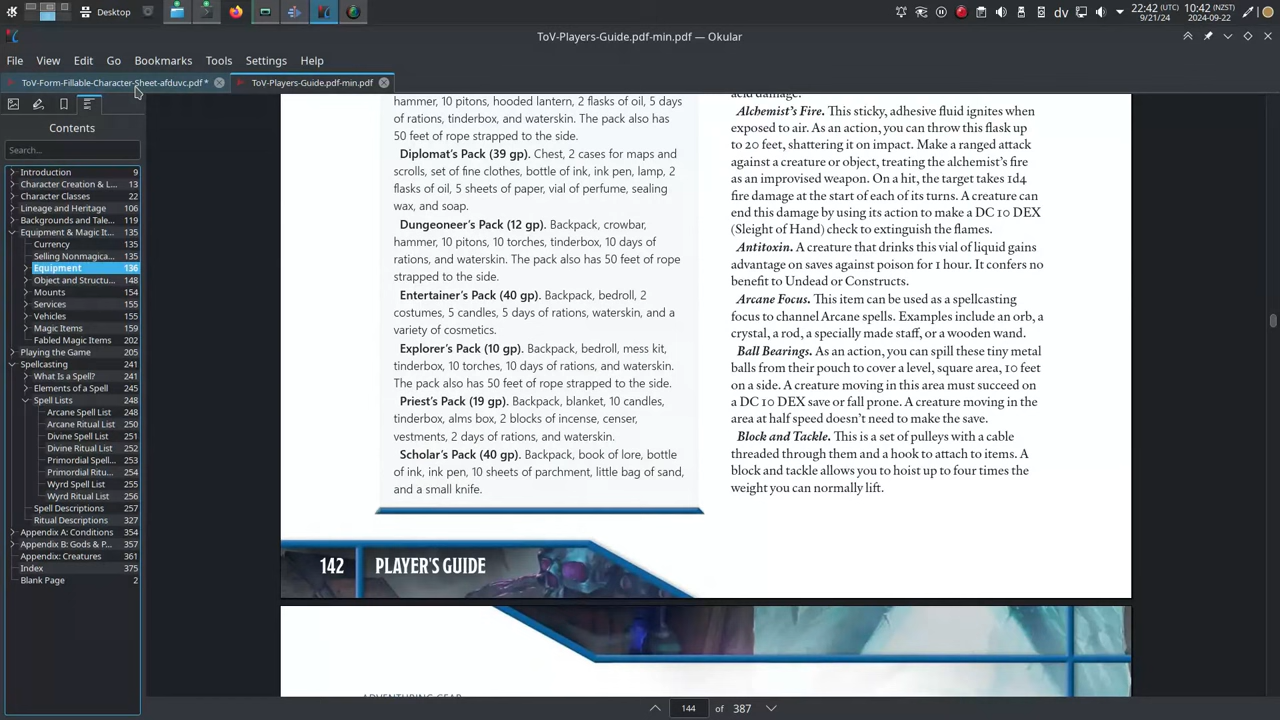 Desktop
dv
22:42 (UTC)
9/21/24
10:42 (NZST)
2024-09-22
ToV-Players-Guide.pdf-min.pdf — Okular
File View Edit Go Bookmarks Tools Settings Help
ToV-Form-Fillable-Character-Sheet-afduvc.pdf *
ToV-Players-Guide.pdf-min.pdf
Contents
Search...
Introduction 9
Character Creation & L... 13
Character Classes 22
Lineage and Heritage 106
Backgrounds and Tale... 119
Equipment & Magic It... 135
Currency 135
Selling Nonmagica... 135
Equipment 136
Object and Structu... 148
Mounts 154
Services 155
Vehicles 155
Magic Items 159
Fabled Magic Items 202
Playing the Game 205
Spellcasting 241
What Is a Spell? 241
Elements of a Spell 245
Spell Lists 248
Arcane Spell List 248
Arcane Ritual List 250
Divine Spell List 251
Divine Ritual List 252
Primordial Spell... 253
Primordial Ritu... 254
Wyrd Spell List 255
Wyrd Ritual List 256
Spell Descriptions 257
Ritual Descriptions 327
Appendix A: Conditions 354
Appendix B: Gods & P... 357
Appendix: Creatures 361
Index 375
Blank Page 2
hammer, 10 pitons, hooded lantern, 2 flasks of oil, 5 days
of rations, tinderbox, and waterskin. The pack also has
50 feet of rope strapped to the side.
Diplomat's Pack (39 gp). Chest, 2 cases for maps and
scrolls, set of fine clothes, bottle of ink, ink pen, lamp, 2
flasks of oil, 5 sheets of paper, vial of perfume, sealing
wax, and soap.
Dungeoneer's Pack (12 gp). Backpack, crowbar,
hammer, 10 pitons, 10 torches, tinderbox, 10 days of
rations, and waterskin. The pack also has 50 feet of rope
strapped to the side.
Entertainer's Pack (40 gp). Backpack, bedroll, 2
costumes, 5 candles, 5 days of rations, waterskin, and a
variety of cosmetics.
Explorer's Pack (10 gp). Backpack, bedroll, mess kit,
tinderbox, 10 torches, 10 days of rations, and waterskin.
The pack also has 50 feet of rope strapped to the side.
Priest's Pack (19 gp). Backpack, blanket, 10 candles,
tinderbox, alms box, 2 blocks of incense, censer,
vestments, 2 days of rations, and waterskin.
Scholar's Pack (40 gp). Backpack, book of lore, bottle
of ink, ink pen, 10 sheets of parchment, little bag of sand,
and a small knife.
acid damage.
Alchemist's Fire. This sticky, adhesive fluid ignites when
exposed to air. As an action, you can throw this flask up
to 20 feet, shattering it on impact. Make a ranged attack
against a creature or object, treating the alchemist's fire
as an improvised weapon. On a hit, the target takes 1d4
fire damage at the start of each of its turns. A creature can
end this damage by using its action to make a DC 10 DEX
(Sleight of Hand) check to extinguish the flames.
Antitoxin. A creature that drinks this vial of liquid gains
advantage on saves against poison for 1 hour. It confers no
benefit to Undead or Constructs.
Arcane Focus. This item can be used as a spellcasting
focus to channel Arcane spells. Examples include an orb, a
crystal, a rod, a specially made staff, or a wooden wand.
Ball Bearings. As an action, you can spill these tiny metal
balls from their pouch to cover a level, square area, 10 feet
on a side. A creature moving in this area must succeed on
a DC 10 DEX save or fall prone. A creature moving in the
area at half speed doesn't need to make the save.
Block and Tackle. This is a set of pulleys with a cable
threaded through them and a hook to attach to items. A
block and tackle allows you to hoist up to four times the
weight you can normally lift.
142 PLAYER'S GUIDE
ADVENTURING GEAR
144 of 387